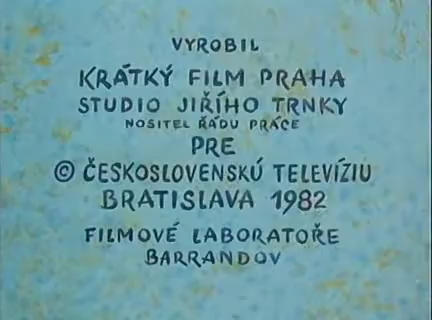 VYROBIL
KRÁTKÝ FILM PRAHA
STUDIO JIŘÍHO TRNKY
NOSITEL ŘÁDU PRÁCE
PRE
© ČESKOSLOVENSKÚ TELEVÍZIU
BRATISLAVA 1982
FILMOVÉ LABORATOŘE
BARRANDOV